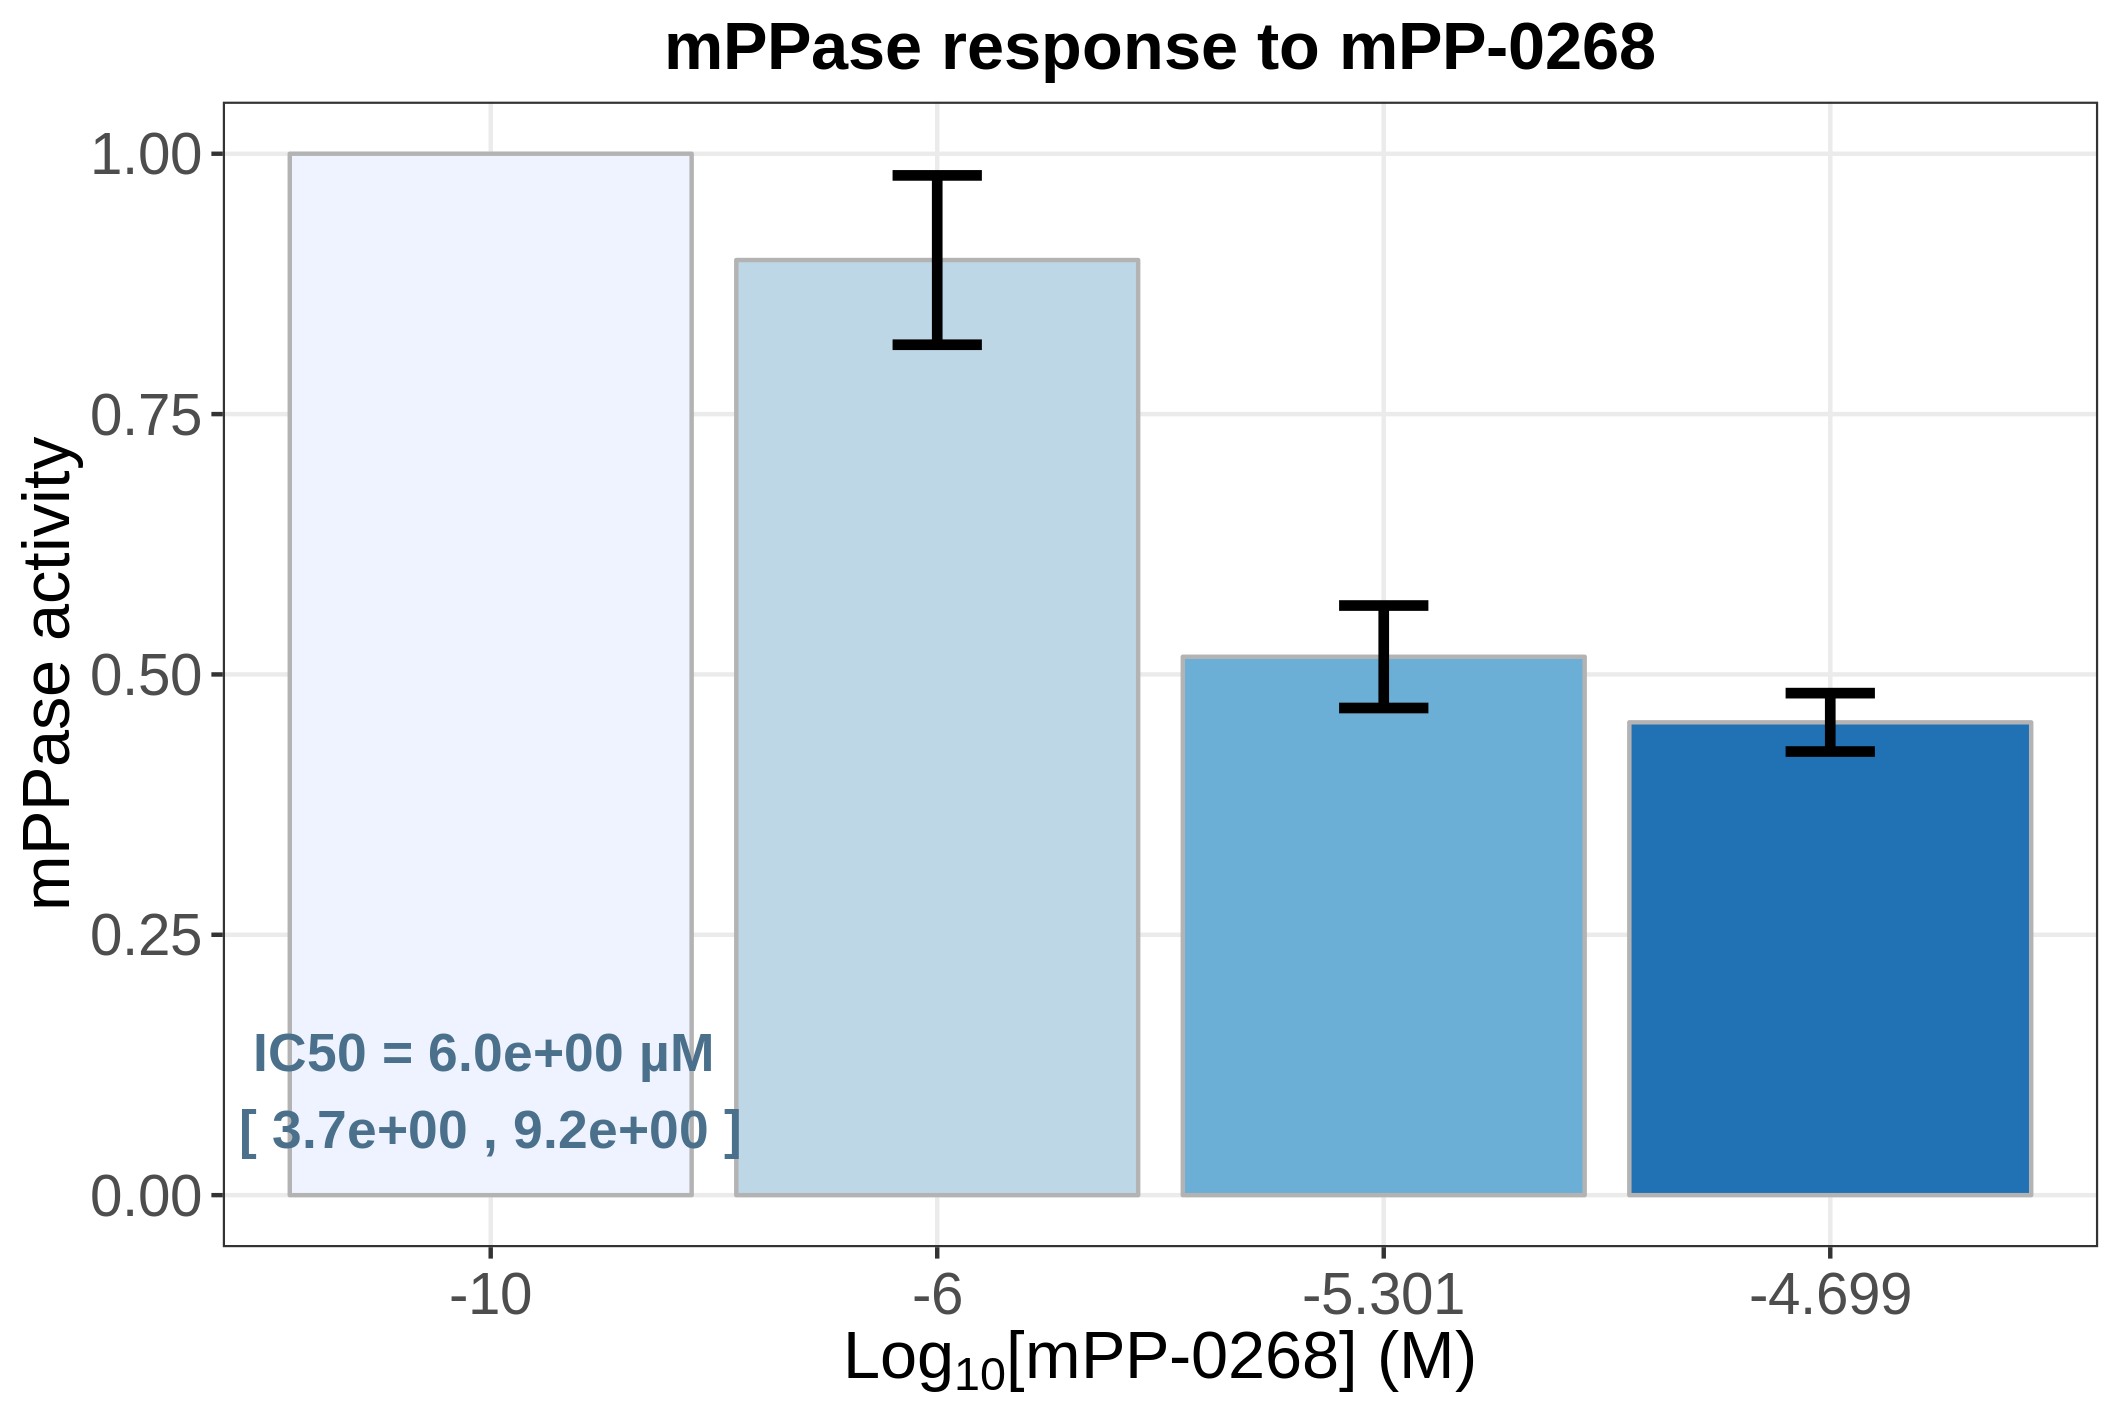 mPPase response to mPP-0268
mPPase activity
1.00
0.75
0.50
0.25
0.00
IC50 = 6.0e+00 µM
[ 3.7e+00 , 9.2e+00 ]
-10 -6 -5.301 -4.699
Log₁₀[mPP-0268] (M)